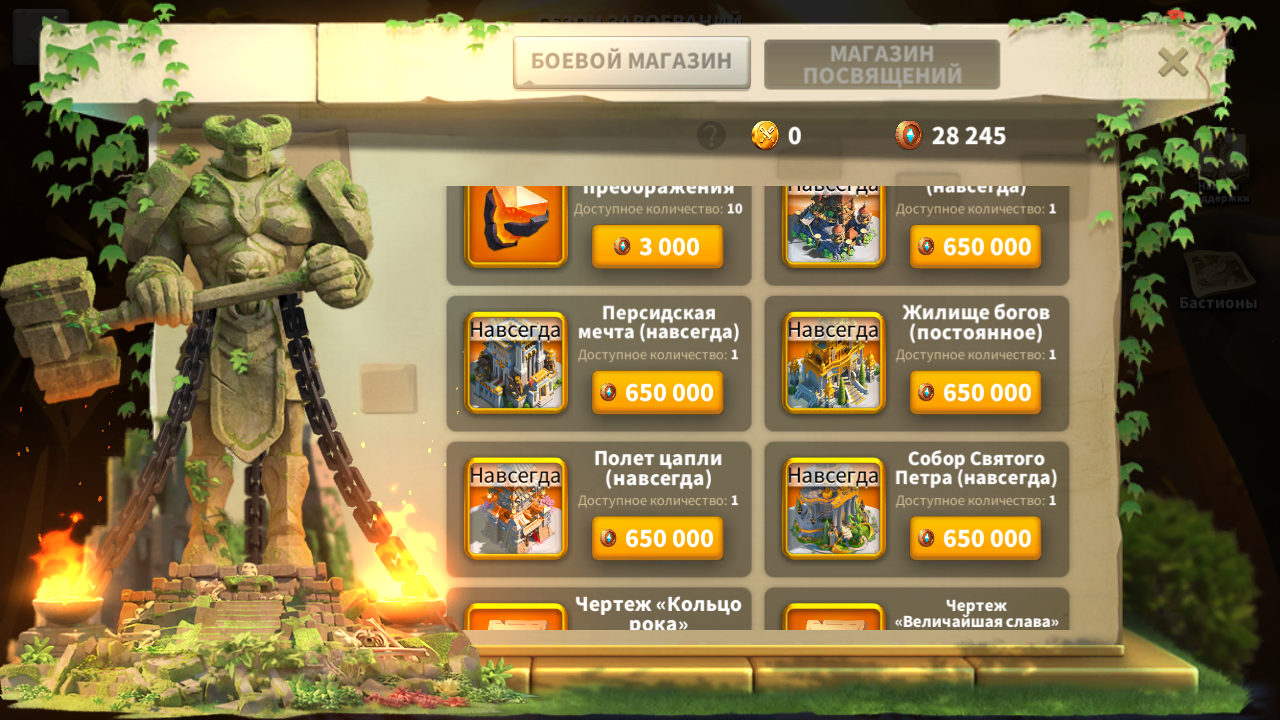 БОЕВОЙ МАГАЗИН
МАГАЗИН
ПОСВЯЩЕНИЙ
?
0
28 245
преображения
Доступное количество: 10
3 000
Навсегда
(навсегда)
Доступное количество: 1
650 000
Навсегда
Персидская
мечта (навсегда)
Доступное количество: 1
650 000
Навсегда
Жилище богов
(постоянное)
Доступное количество: 1
650 000
Навсегда
Полет цапли
(навсегда)
Доступное количество: 1
650 000
Навсегда
Собор Святого
Петра (навсегда)
Доступное количество: 1
650 000
Чертеж «Кольцо
рока»
Чертеж
«Величайшая слава»
Бастионы